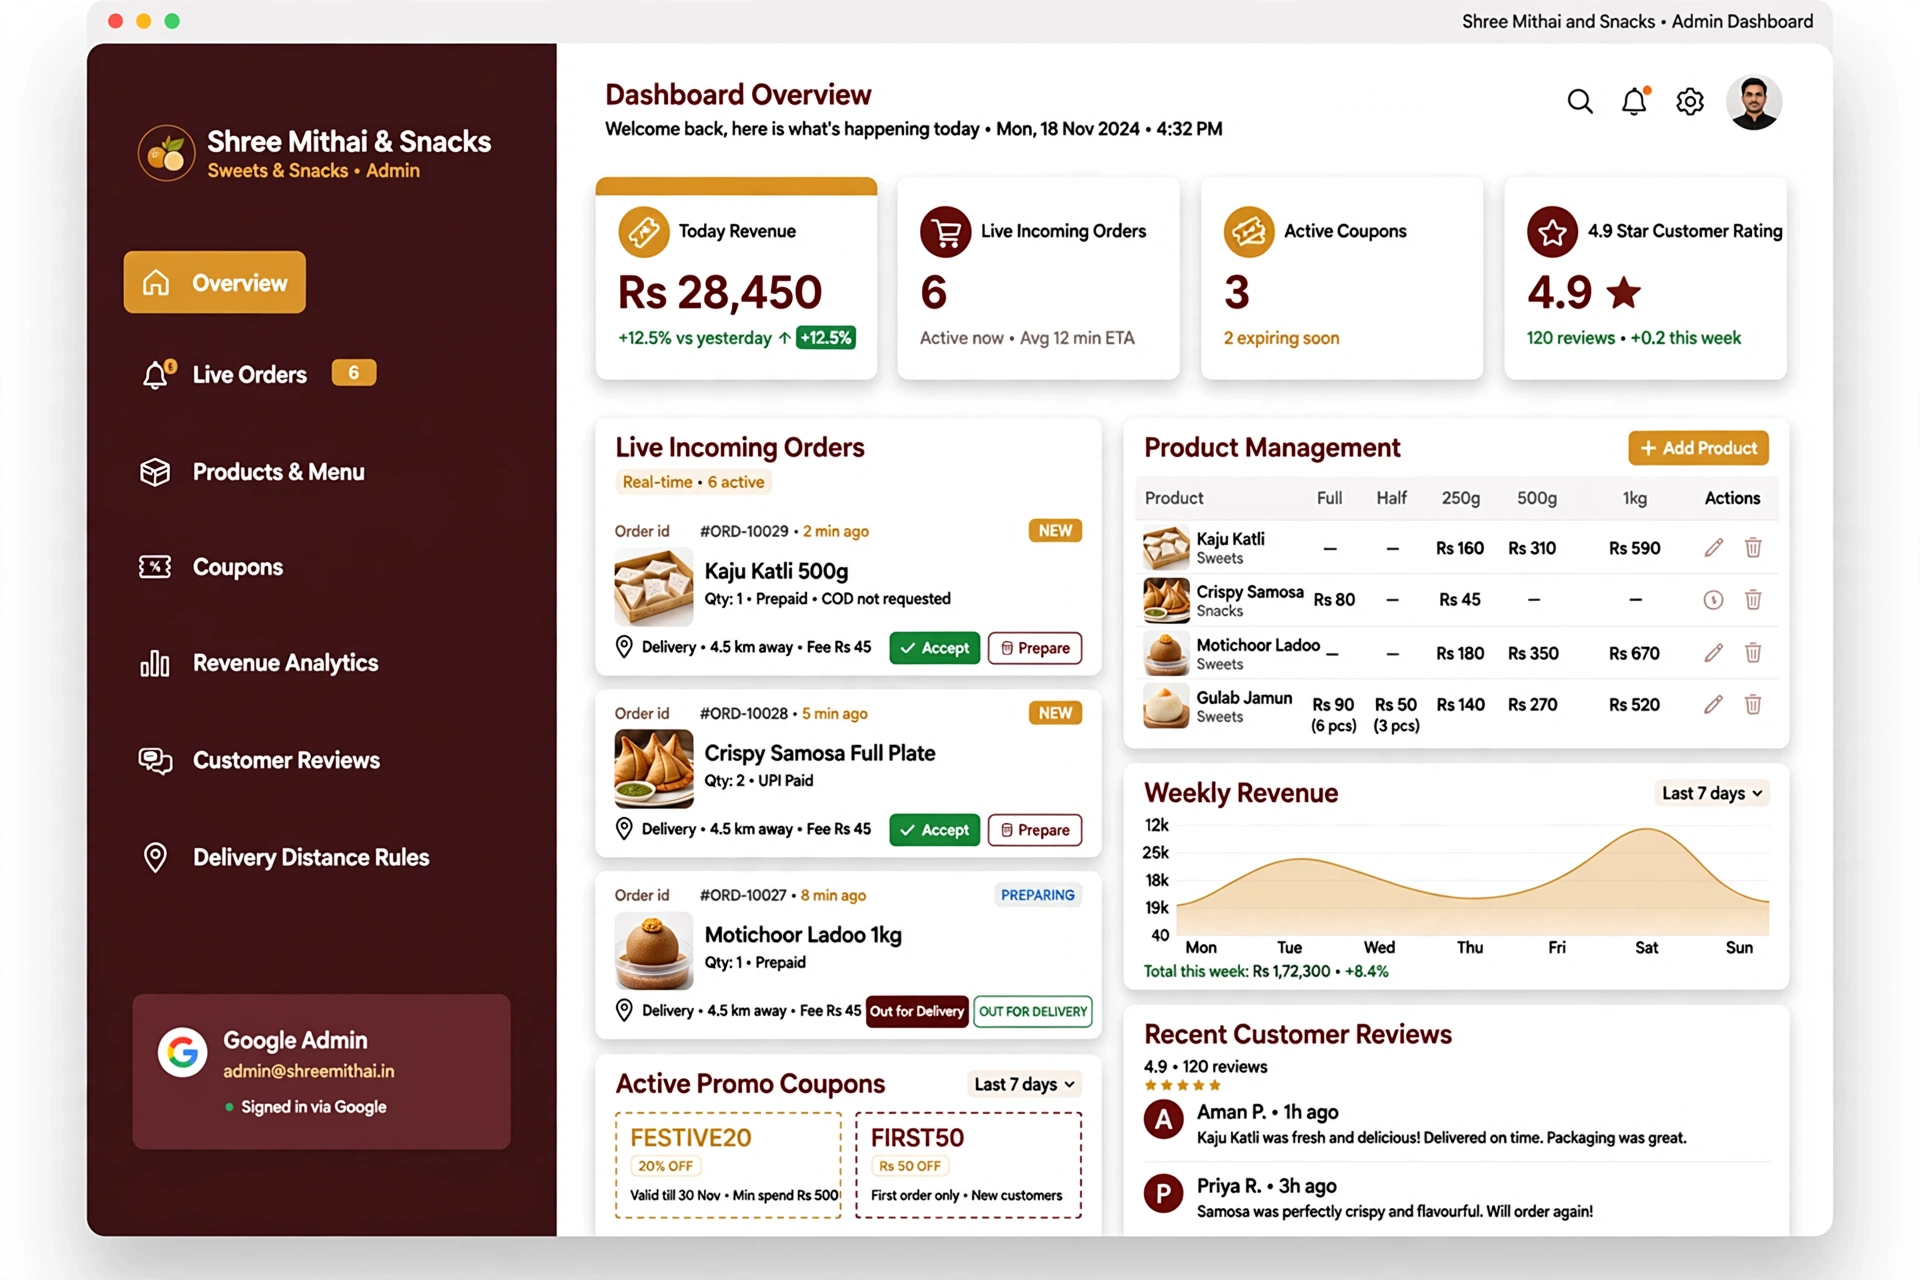 Shree Mithai and Snacks • Admin Dashboard
Shree Mithai & Snacks
Sweets & Snacks • Admin
Overview
Live Orders 6
Products & Menu
Coupons
Revenue Analytics
Customer Reviews
Delivery Distance Rules
Google Admin
admin@shreemithai.in
Signed in via Google
Dashboard Overview
Welcome back, here is what's happening today • Mon, 18 Nov 2024 • 4:32 PM
Today Revenue
Rs 28,450
+12.5% vs yesterday ↑ +12.5%
Live Incoming Orders
6
Active now • Avg 12 min ETA
Active Coupons
3
2 expiring soon
4.9 Star Customer Rating
4.9 ★
120 reviews • +0.2 this week
Live Incoming Orders
Real-time • 6 active
Order id #ORD-10029 • 2 min ago NEW
Kaju Katli 500g
Qty: 1 • Prepaid • COD not requested
Delivery • 4.5 km away • Fee Rs 45 Accept Prepare
Order id #ORD-10028 • 5 min ago NEW
Crispy Samosa Full Plate
Qty: 2 • UPI Paid
Delivery • 4.5 km away • Fee Rs 45 Accept Prepare
Order id #ORD-10027 • 8 min ago PREPARING
Motichoor Ladoo 1kg
Qty: 1 • Prepaid
Delivery • 4.5 km away • Fee Rs 45 Out for Delivery OUT FOR DELIVERY
Active Promo Coupons Last 7 days
FESTIVE20
20% OFF
Valid till 30 Nov • Min spend Rs 500
FIRST50
Rs 50 OFF
First order only • New customers
Product Management + Add Product
Product Full Half 250g 500g 1kg Actions
Kaju Katli — — Rs 160 Rs 310 Rs 590
Sweets
Crispy Samosa Rs 80 — Rs 45 — —
Snacks
Motichoor Ladoo — — Rs 180 Rs 350 Rs 670
Sweets
Gulab Jamun Rs 90 Rs 50 Rs 140 Rs 270 Rs 520
Sweets (6 pcs) (3 pcs)
Weekly Revenue Last 7 days
12k
25k
18k
19k
40
Mon Tue Wed Thu Fri Sat Sun
Total this week: Rs 1,72,300 • +8.4%
Recent Customer Reviews
4.9 • 120 reviews
★★★★★
A Aman P. • 1h ago
Kaju Katli was fresh and delicious! Delivered on time. Packaging was great.
P Priya R. • 3h ago
Samosa was perfectly crispy and flavourful. Will order again!